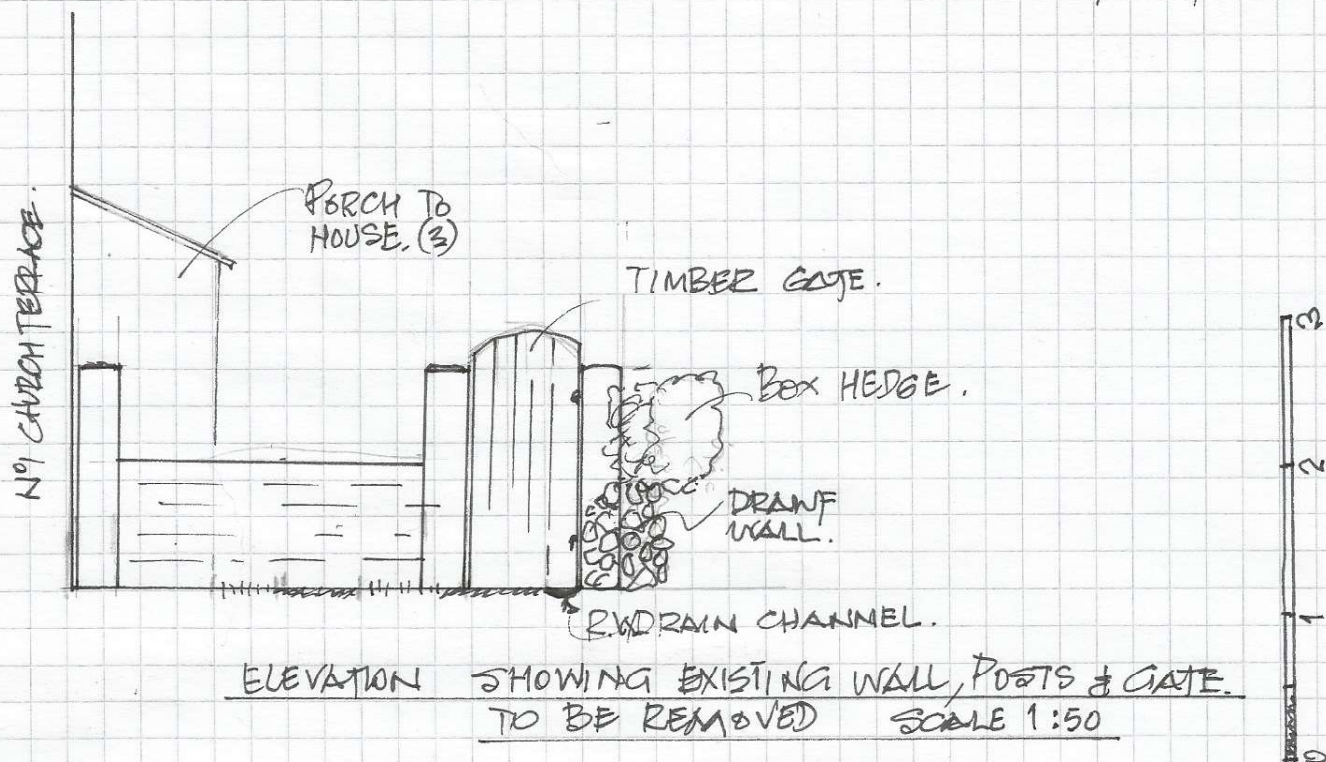 Nº1 CHURCH TERRACE.
PORCH TO
HOUSE. (3)
TIMBER GATE.
BOX HEDGE.
DRAWF
WALL.
R.W DRAIN CHANNEL.
ELEVATION SHOWING EXISTING WALL, POSTS & GATE.
TO BE REMOVED SCALE 1:50
3
2
1
0